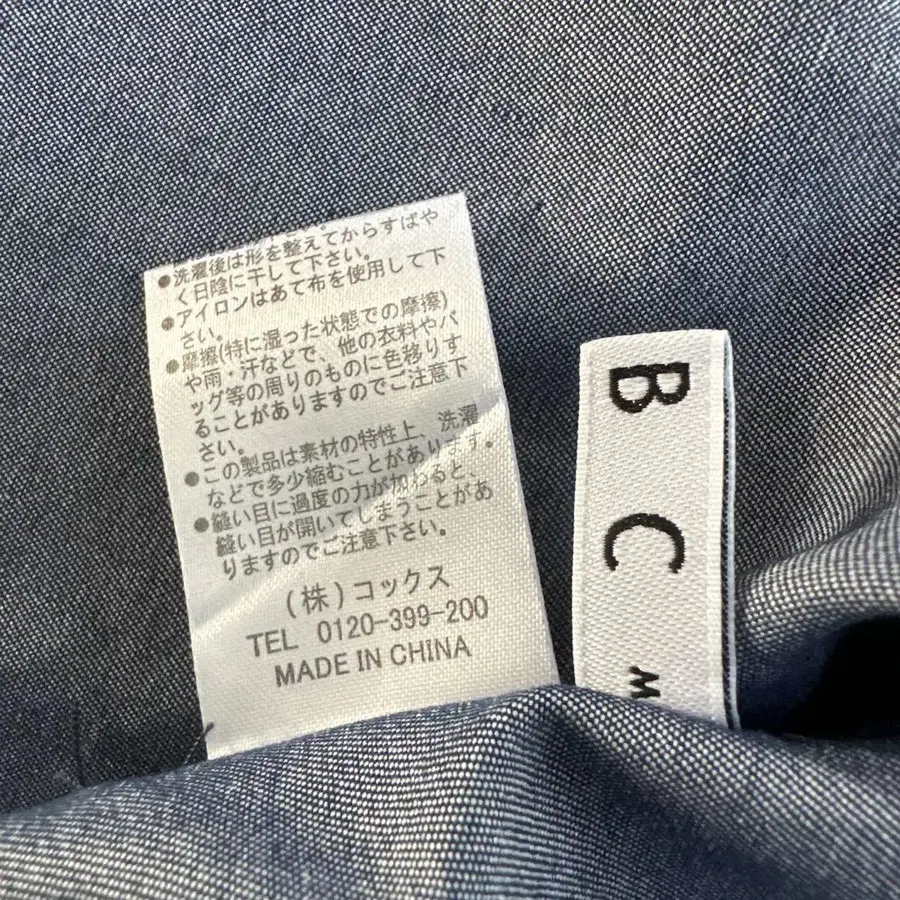 ●洗濯後は形を整えてからすばや
く日陰に干して下さい。
●アイロンはあて布を使用して下
さい。
●摩擦(特に湿った状態での摩擦)
や雨・汗などで、他の衣料やバ
ッグ等の周りのものに色移りす
ることがありますのでご注意下
さい。
●この製品は素材の特性上、洗濯
などで多少縮むことがあります。
●縫い目に過度の力が加わると、
縫い目が開いてしまうことがあ
りますのでご注意下さい。
(株)コックス
TEL 0120-399-200
MADE IN CHINA
B
C
M